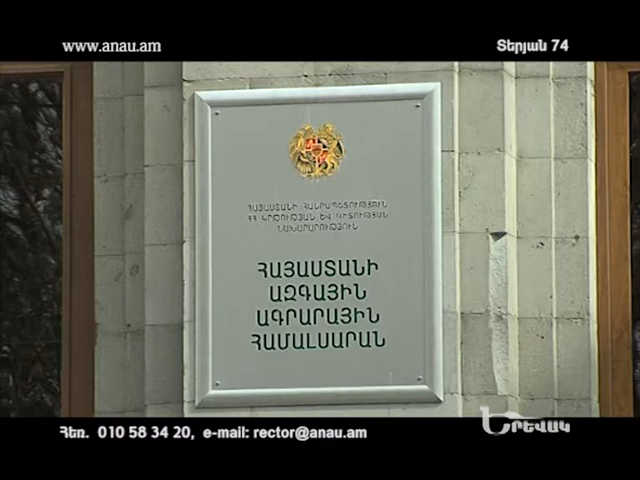 www.anau.am
Տերյան 74
ՀԱՅԱՍՏԱՆԻ ՀԱՆՐԱՊԵՏՈՒԹՅՈՒՆ
ՀՀ ԿՐԹՈՒԹՅԱՆ ԵՎ ԳԻՏՈՒԹՅԱՆ
ՆԱԽԱՐԱՐՈՒԹՅՈՒՆ
ՀԱՅԱՍՏԱՆԻ
ԱԶԳԱՅԻՆ
ԱԳՐԱՐԱՅԻՆ
ՀԱՄԱԼՍԱՐԱՆ
Հեռ. 010 58 34 20, e-mail: rector@anau.am
ԵՐԵՎԱԿ